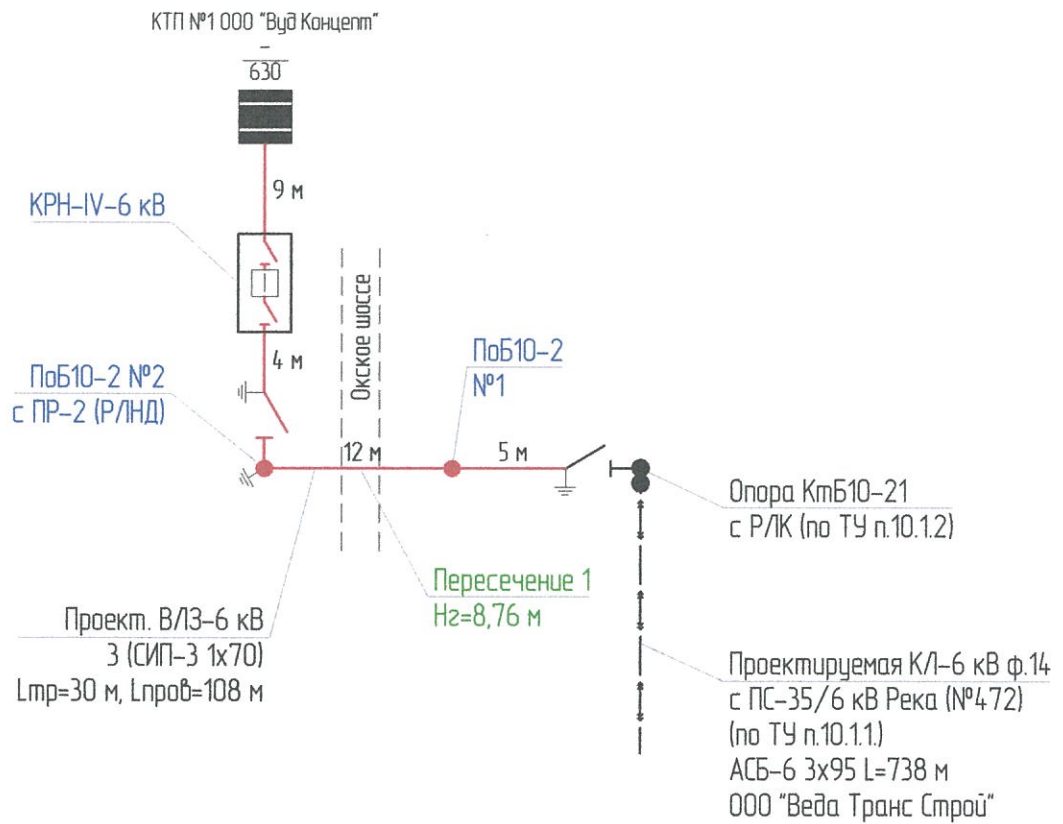 КТП №1 ООО "Вуд Концепт"
-
630
9 м
КРН-IV-6 кВ
4 м
Окское шоссе
ПоБ10-2 №2
с ПР-2 (РЛНД)
ПоБ10-2
№1
12 м
5 м
Опора КтБ10-21
с РЛК (по ТУ п.10.1.2)
Пересечение 1
Нг=8,76 м
Проект. ВЛЗ-6 кВ
3 (СИП-3 1х70)
Lтр=30 м, Lпров=108 м
Проектируемая КЛ-6 кВ ф.14
с ПС-35/6 кВ Река (№472)
(по ТУ п.10.1.1.)
АСБ-6 3х95 L=738 м
ООО "Веда Транс Строй"